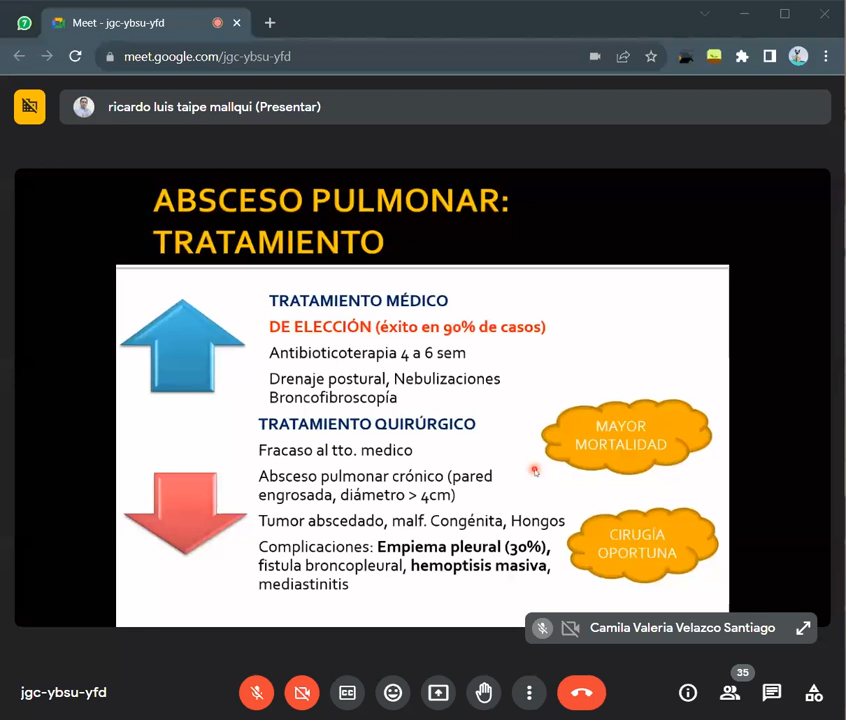 7
Meet - jgc-ybsu-yfd
meet.google.com/jgc-ybsu-yfd
ricardo luis taipe mallqui (Presentar)
ABSCESO PULMONAR:
TRATAMIENTO
TRATAMIENTO MÉDICO
DE ELECCIÓN (éxito en 90% de casos)
Antibioticoterapia 4 a 6 sem
Drenaje postural, Nebulizaciones
Broncofibroscopía
TRATAMIENTO QUIRÚRGICO
Fracaso al tto. medico
Absceso pulmonar crónico (pared
engrosada, diámetro > 4cm)
Tumor abscedado, malf. Congénita, Hongos
Complicaciones: Empiema pleural (30%),
fistula broncopleural, hemoptisis masiva,
mediastinitis
MAYOR
MORTALIDAD
CIRUGÍA
OPORTUNA
Camila Valeria Velazco Santiago
jgc-ybsu-yfd
CC
35